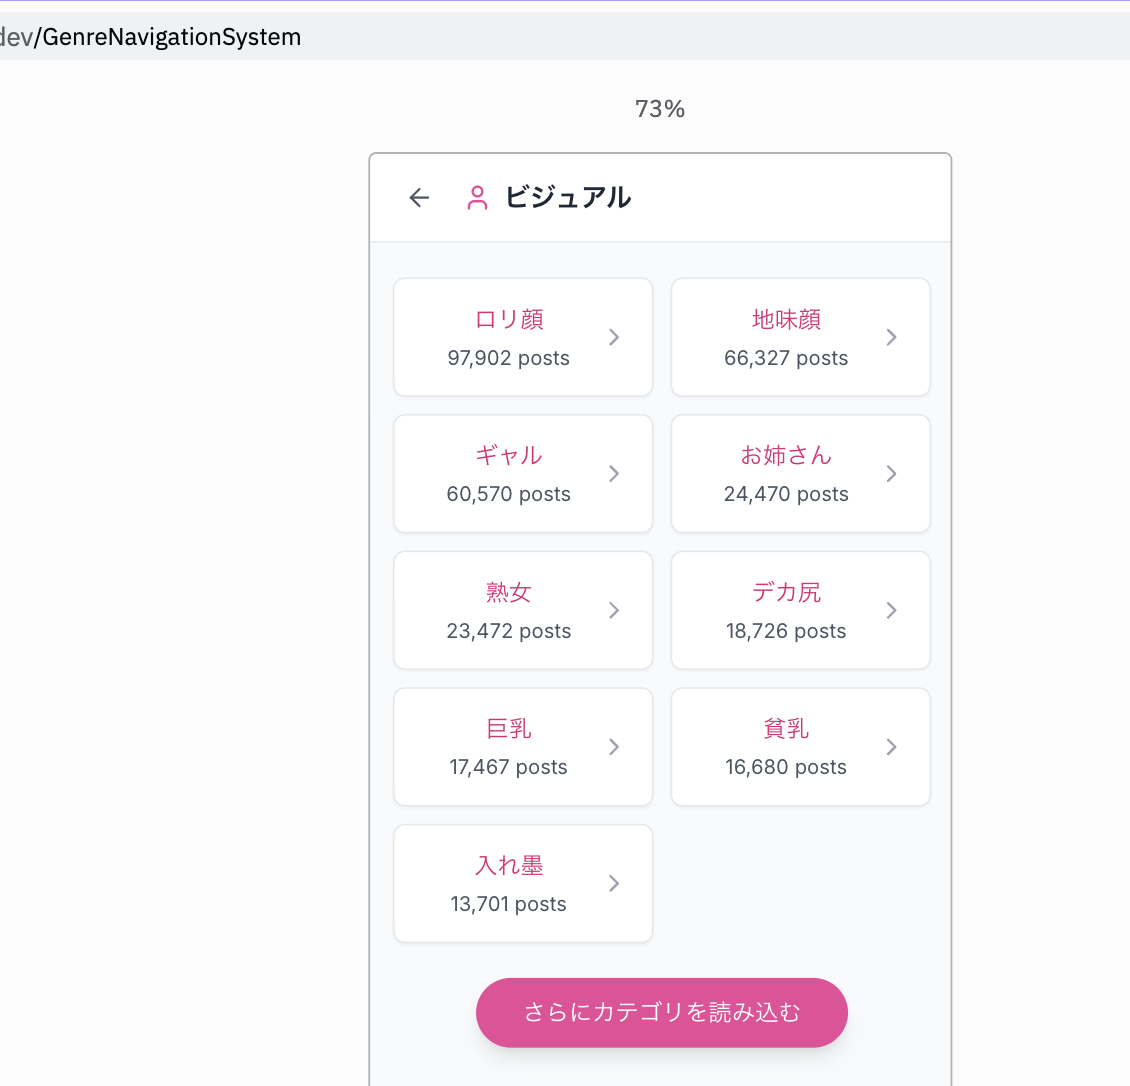 dev/GenreNavigationSystem
73%
ビジュアル
ロリ顔
97,902 posts
地味顔
66,327 posts
ギャル
60,570 posts
お姉さん
24,470 posts
熟女
23,472 posts
デカ尻
18,726 posts
巨乳
17,467 posts
貧乳
16,680 posts
入れ墨
13,701 posts
さらにカテゴリを読み込む